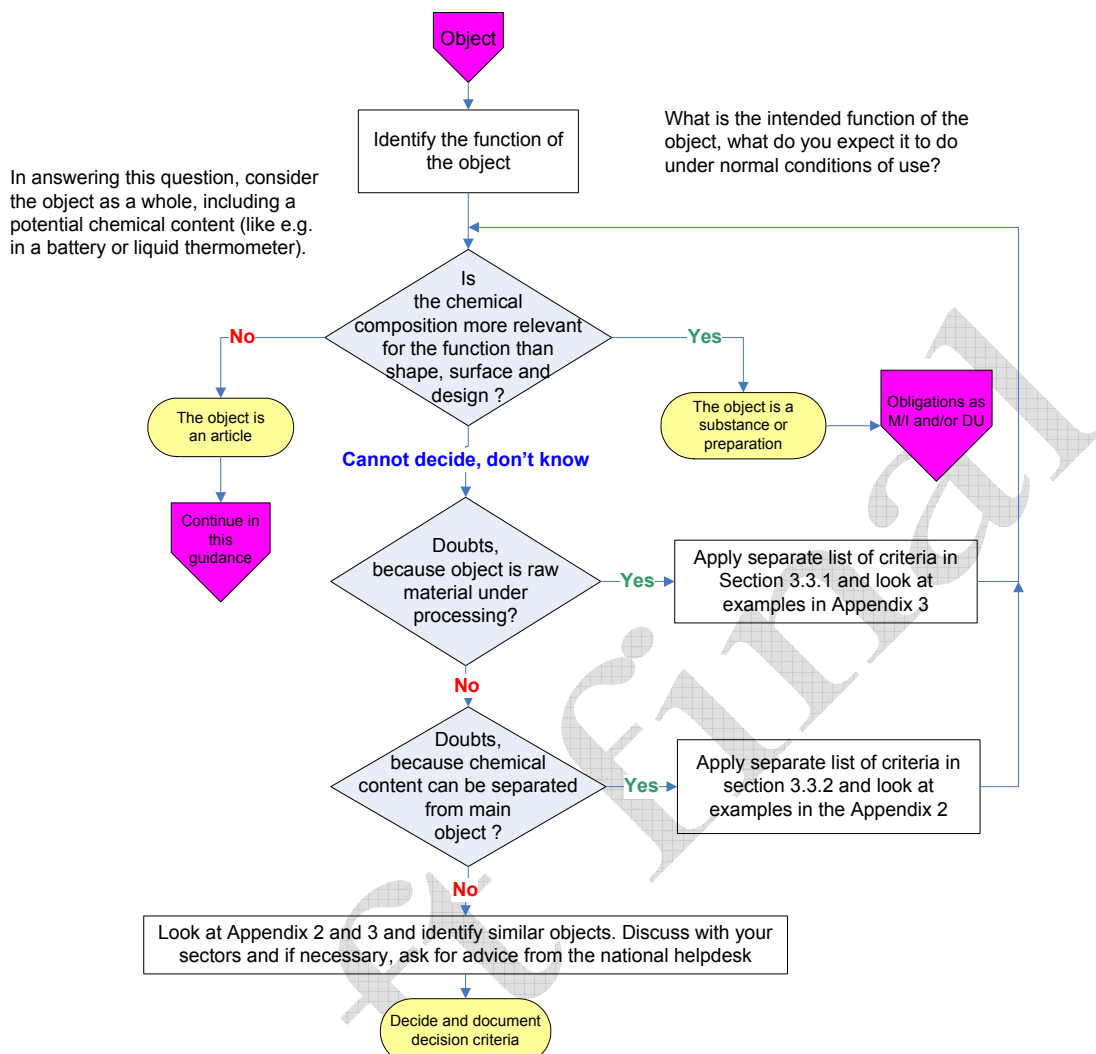 Object
Identify the function of
the object
What is the intended function of the
object, what do you expect it to do
under normal conditions of use?
In answering this question, consider
the object as a whole, including a
potential chemical content (like e.g.
in a battery or liquid thermometer).
Is
the chemical
composition more relevant
for the function than
shape, surface and
design ?
No
Yes
The object is
an article
The object is a
substance or
preparation
Obligations as
M/I and/or DU
Cannot decide, don’t know
Continue in
this
guidance
Doubts,
because object is raw
material under
processing?
Yes
Apply separate list of criteria in
Section 3.3.1 and look at
examples in Appendix 3
No
Doubts,
because chemical
content can be separated
from main
object ?
Yes
Apply separate list of criteria in
section 3.3.2 and look at
examples in the Appendix 2
No
Look at Appendix 2 and 3 and identify similar objects. Discuss with your
sectors and if necessary, ask for advice from the national helpdesk
Decide and document
decision criteria
ft final